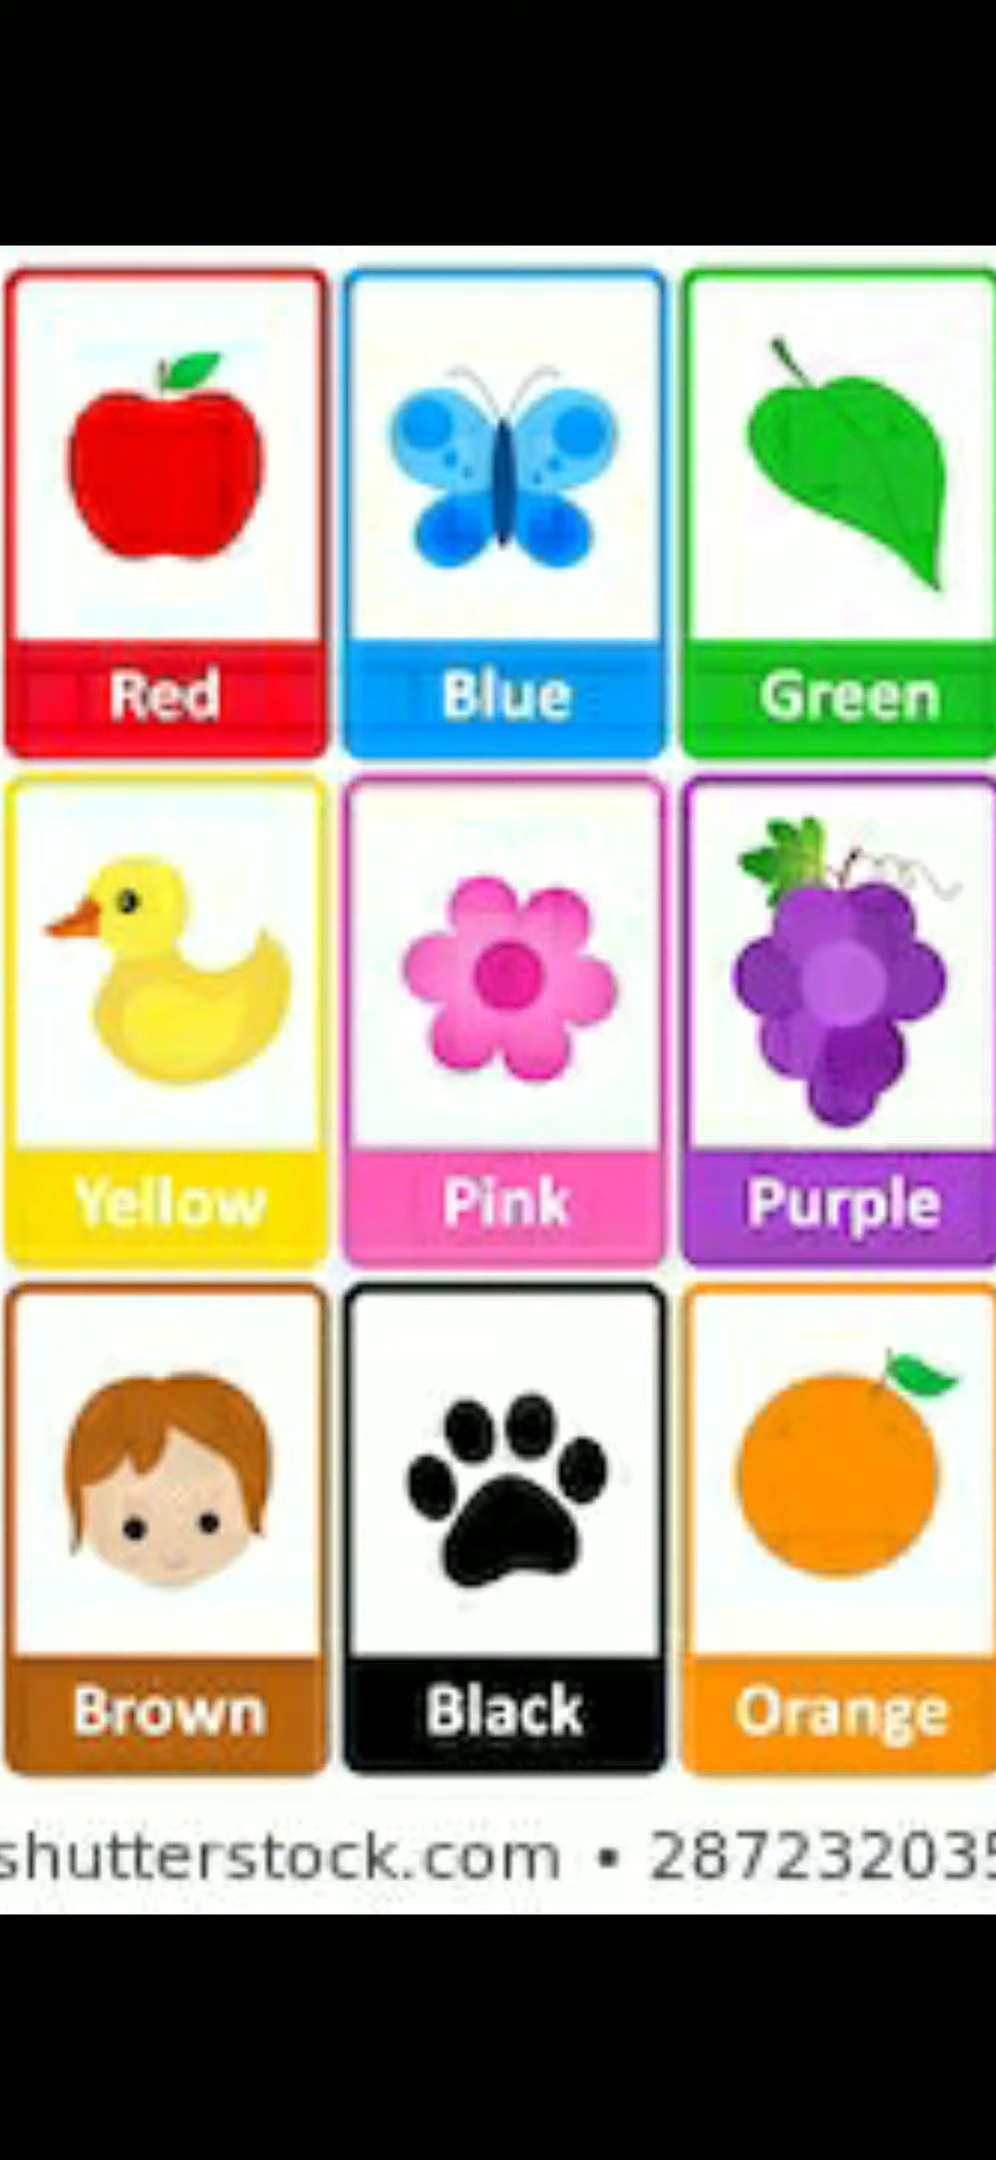 Red Blue Green
Yellow Pink Purple
Brown Black Orange
shutterstock.com • 287232035